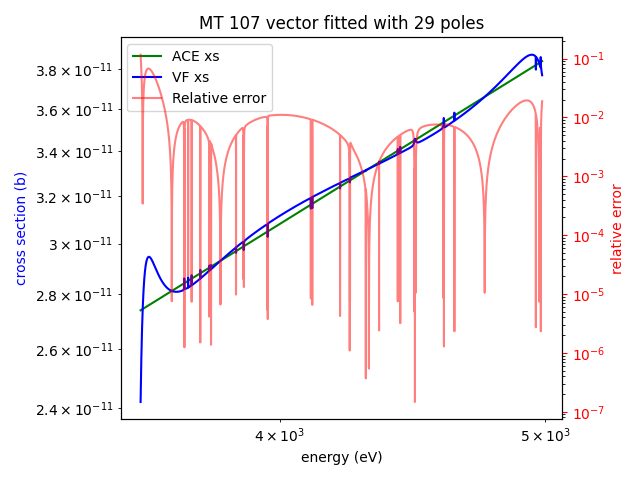 MT 107 vector fitted with 29 poles
ACE xs
VF xs
Relative error
3.8 × 10⁻¹¹
3.6 × 10⁻¹¹
3.4 × 10⁻¹¹
3.2 × 10⁻¹¹
3 × 10⁻¹¹
2.8 × 10⁻¹¹
2.6 × 10⁻¹¹
2.4 × 10⁻¹¹
cross section (b)
10⁻¹
10⁻²
10⁻³
10⁻⁴
10⁻⁵
10⁻⁶
10⁻⁷
relative error
4 × 10³
5 × 10³
energy (eV)